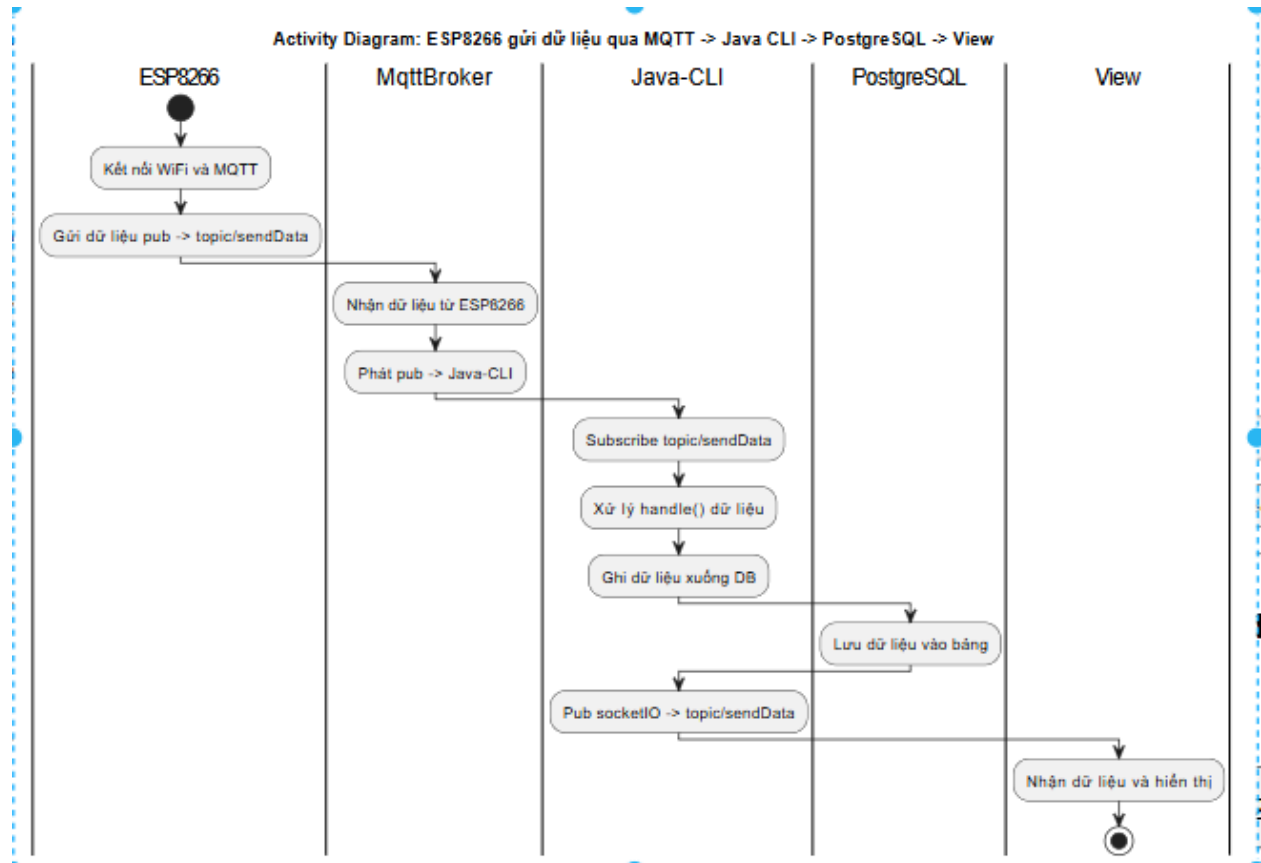 Activity Diagram: ESP8266 gửi dữ liệu qua MQTT -> Java CLI -> PostgreSQL -> View
ESP8266
MqttBroker
Java-CLI
PostgreSQL
View
Kết nối WiFi và MQTT
Gửi dữ liệu pub -> topic/sendData
Nhận dữ liệu từ ESP8266
Phát pub -> Java-CLI
Subscribe topic/sendData
Xử lý handle() dữ liệu
Ghi dữ liệu xuống DB
Lưu dữ liệu vào bảng
Pub socketIO -> topic/sendData
Nhận dữ liệu và hiển thị